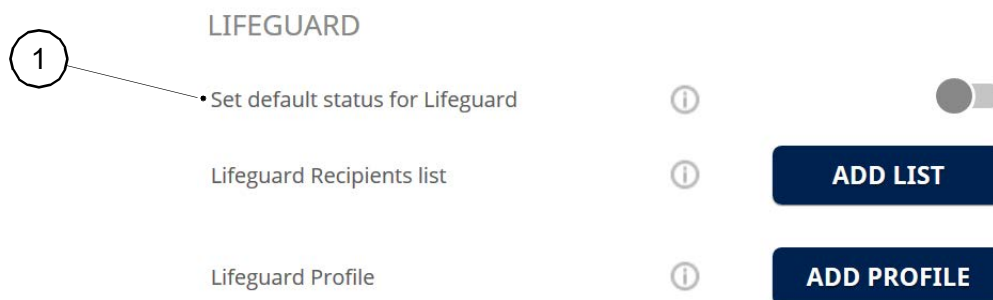 LIFEGUARD
1
Set default status for Lifeguard
Lifeguard Recipients list
ADD LIST
Lifeguard Profile
ADD PROFILE